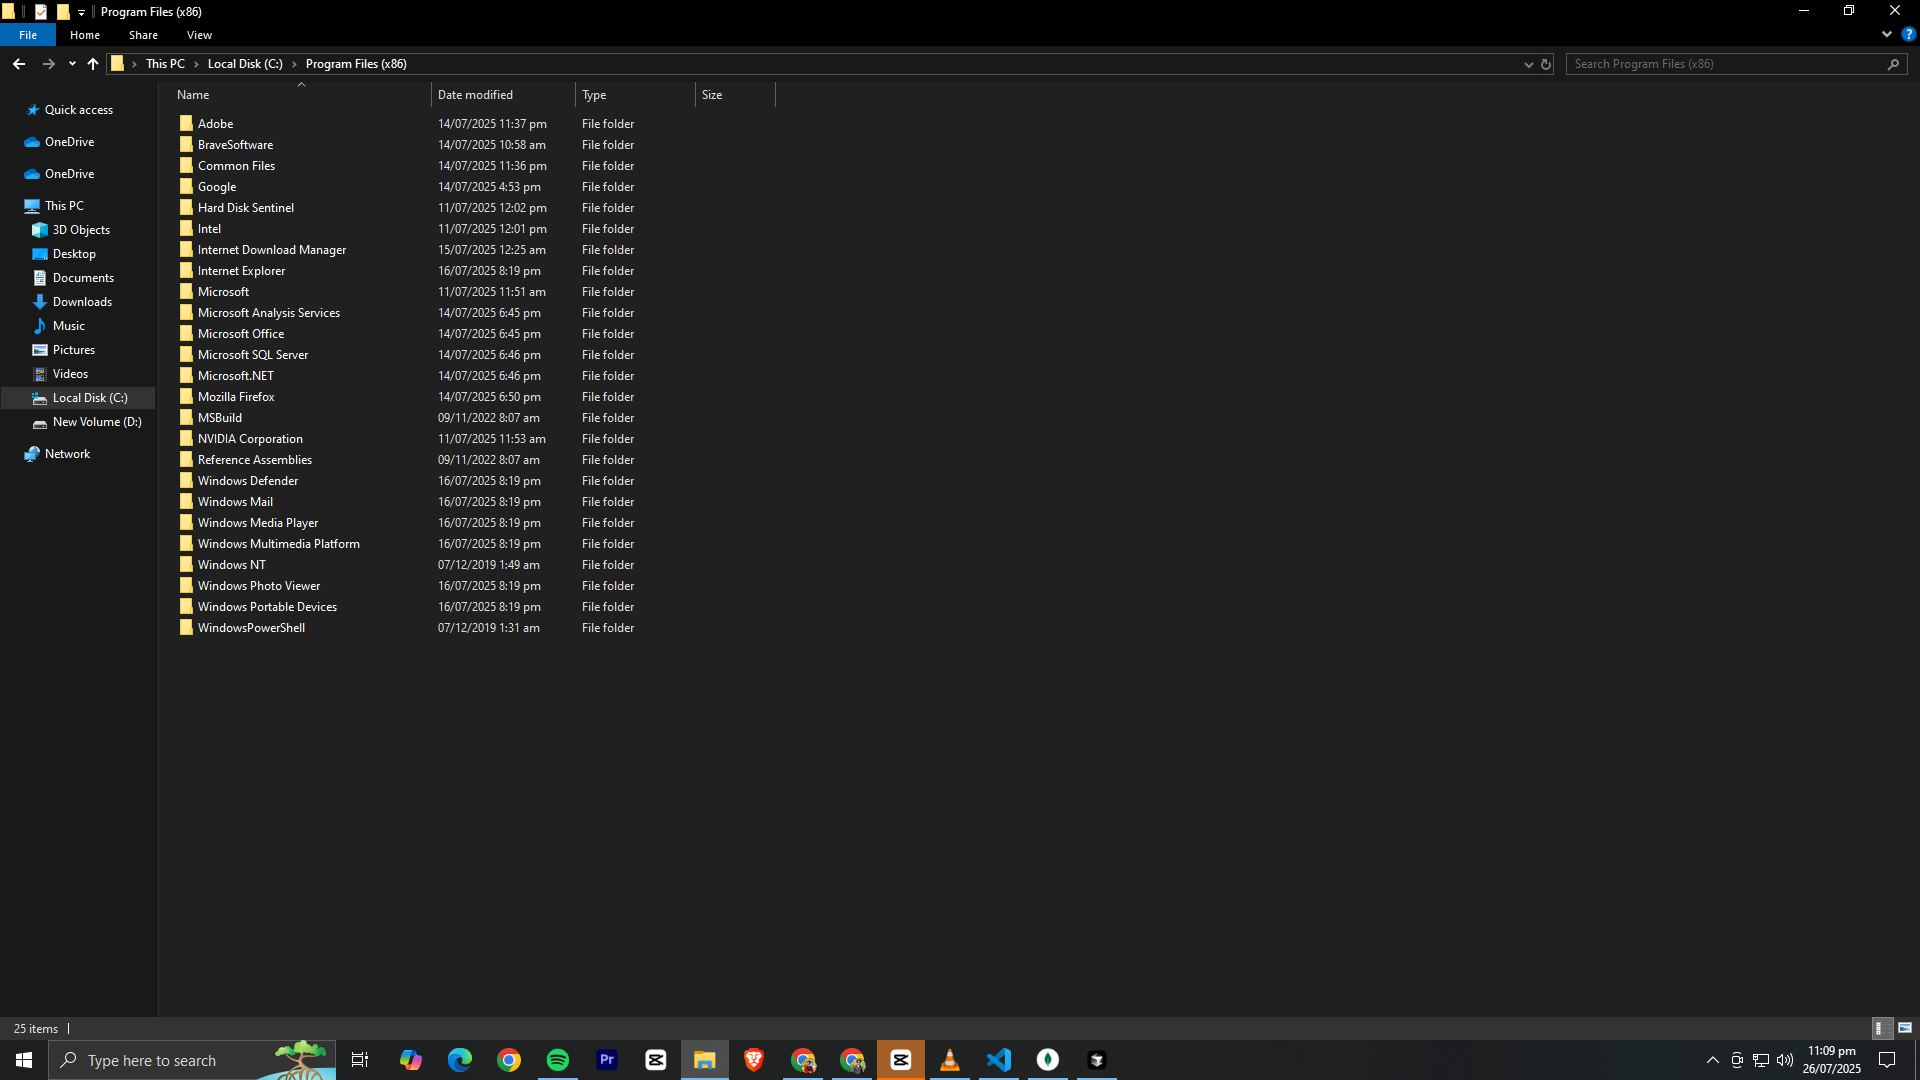 Program Files (x86)
File Home Share View
This PC Local Disk (C:) Program Files (x86)
Search Program Files (x86)
Quick access
OneDrive
OneDrive
This PC
3D Objects
Desktop
Documents
Downloads
Music
Pictures
Videos
Local Disk (C:)
New Volume (D:)
Network
Name Date modified Type Size
Adobe 14/07/2025 11:37 pm File folder
BraveSoftware 14/07/2025 10:58 am File folder
Common Files 14/07/2025 11:36 pm File folder
Google 14/07/2025 4:53 pm File folder
Hard Disk Sentinel 11/07/2025 12:02 pm File folder
Intel 11/07/2025 12:01 pm File folder
Internet Download Manager 15/07/2025 12:25 am File folder
Internet Explorer 16/07/2025 8:19 pm File folder
Microsoft 11/07/2025 11:51 am File folder
Microsoft Analysis Services 14/07/2025 6:45 pm File folder
Microsoft Office 14/07/2025 6:45 pm File folder
Microsoft SQL Server 14/07/2025 6:46 pm File folder
Microsoft.NET 14/07/2025 6:46 pm File folder
Mozilla Firefox 14/07/2025 6:50 pm File folder
MSBuild 09/11/2022 8:07 am File folder
NVIDIA Corporation 11/07/2025 11:53 am File folder
Reference Assemblies 09/11/2022 8:07 am File folder
Windows Defender 16/07/2025 8:19 pm File folder
Windows Mail 16/07/2025 8:19 pm File folder
Windows Media Player 16/07/2025 8:19 pm File folder
Windows Multimedia Platform 16/07/2025 8:19 pm File folder
Windows NT 07/12/2019 1:49 am File folder
Windows Photo Viewer 16/07/2025 8:19 pm File folder
Windows Portable Devices 16/07/2025 8:19 pm File folder
WindowsPowerShell 07/12/2019 1:31 am File folder
25 items
Type here to search
Pr
11:09 pm
26/07/2025